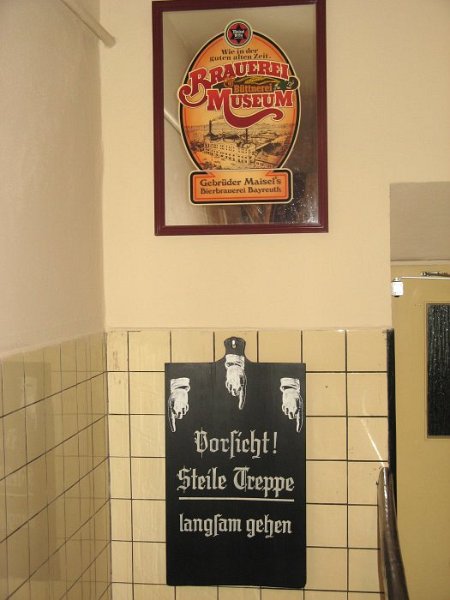 Wie in der
guten alten Zeit.
BRAUEREI
Büttnerei
MUSEUM
Gebrüder Maisel's
Bierbrauerei Bayreuth
Vorſicht!
Steile Treppe
langſam gehen